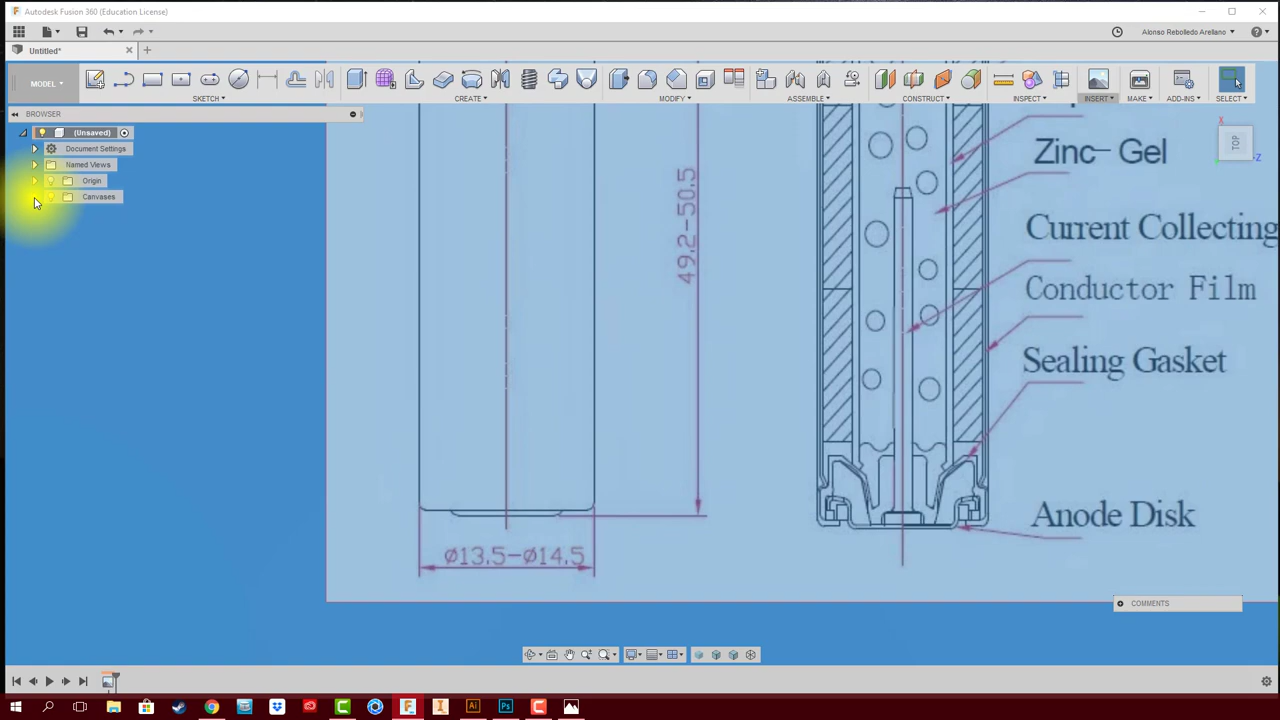 Autodesk Fusion 360 (Education License)
Alonso Rebolledo Arellano
Untitled*
MODEL
SKETCH
CREATE
MODIFY
ASSEMBLE
CONSTRUCT
INSPECT
INSERT
MAKE
ADD-INS
SELECT
BROWSER
(Unsaved)
Document Settings
Named Views
Origin
Canvases
X
TOP
-Z
49.2-50.5
Zinc- Gel
Current Collecting
Conductor Film
Sealing Gasket
Anode Disk
Ø13.5-Ø14.5
COMMENTS